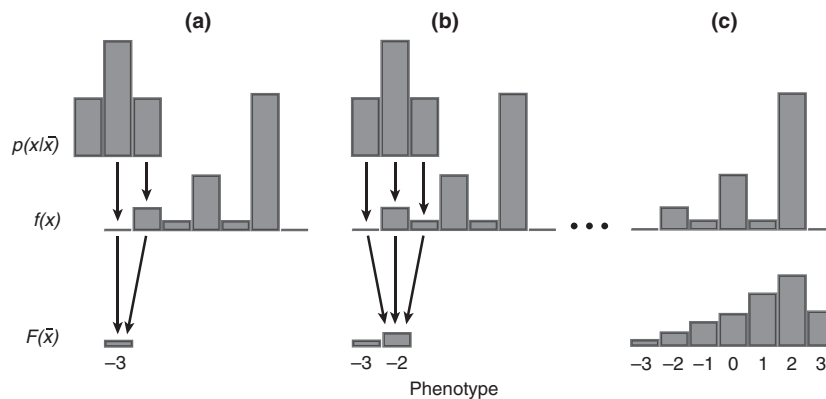 (a) (b) (c)
p(x|x̄)
f(x)
F(x̄)
–3 –3 –2 –3 –2 –1 0 1 2 3
Phenotype